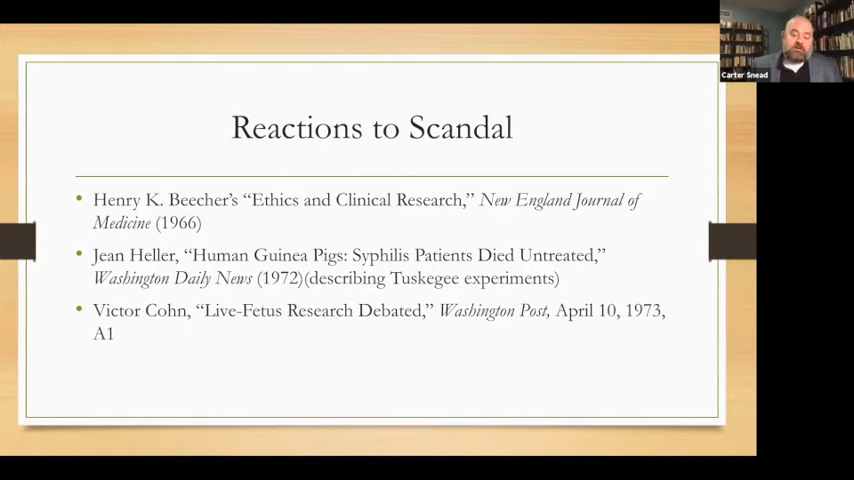 Carter Snead
Reactions to Scandal
• Henry K. Beecher’s “Ethics and Clinical Research,” New England Journal of
Medicine (1966)
• Jean Heller, “Human Guinea Pigs: Syphilis Patients Died Untreated,”
Washington Daily News (1972)(describing Tuskegee experiments)
• Victor Cohn, “Live-Fetus Research Debated,” Washington Post, April 10, 1973,
A1